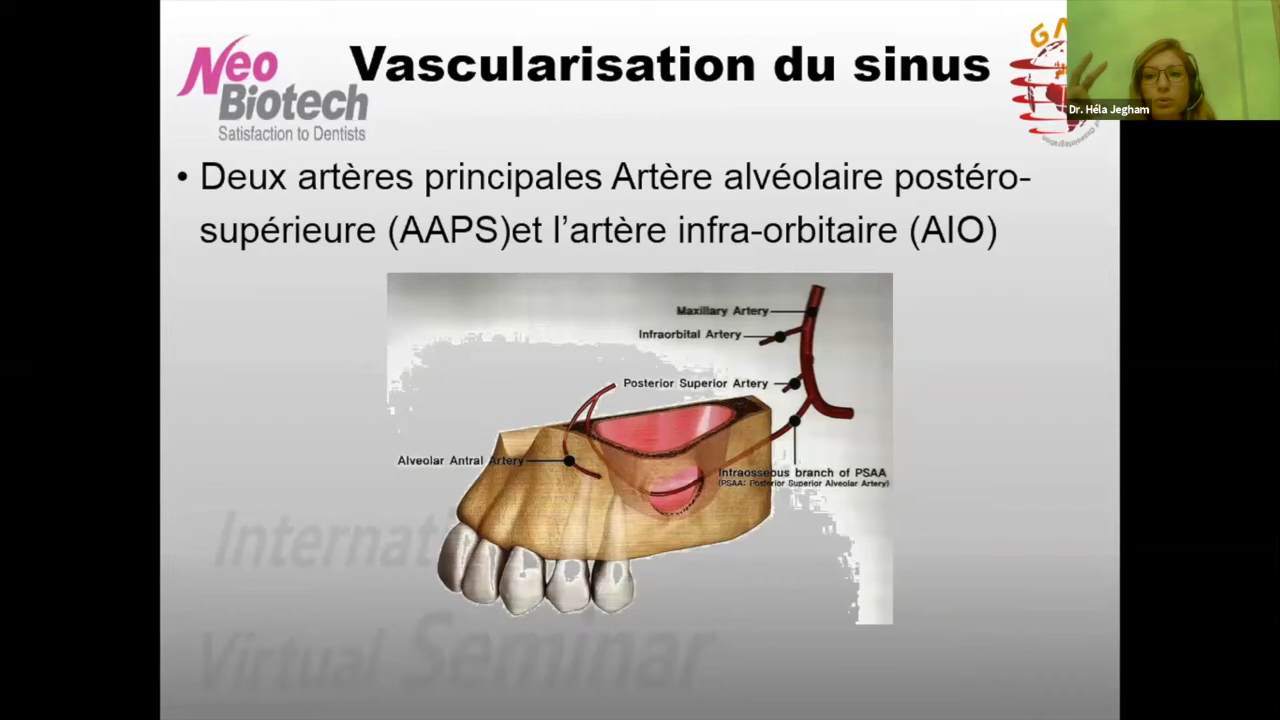 Neo
Biotech
Satisfaction to Dentists
Vascularisation du sinus
GA
Dr. Héla Jegham
• Deux artères principales Artère alvéolaire postéro-
supérieure (AAPS)et l’artère infra-orbitaire (AIO)
Maxillary Artery
Infraorbital Artery
Posterior Superior Artery
Alveolar Antral Artery
Infraosseous branch of PSAA
(PSAA: Posterior Superior Alveolar Artery)
Internat
Virtual Seminar